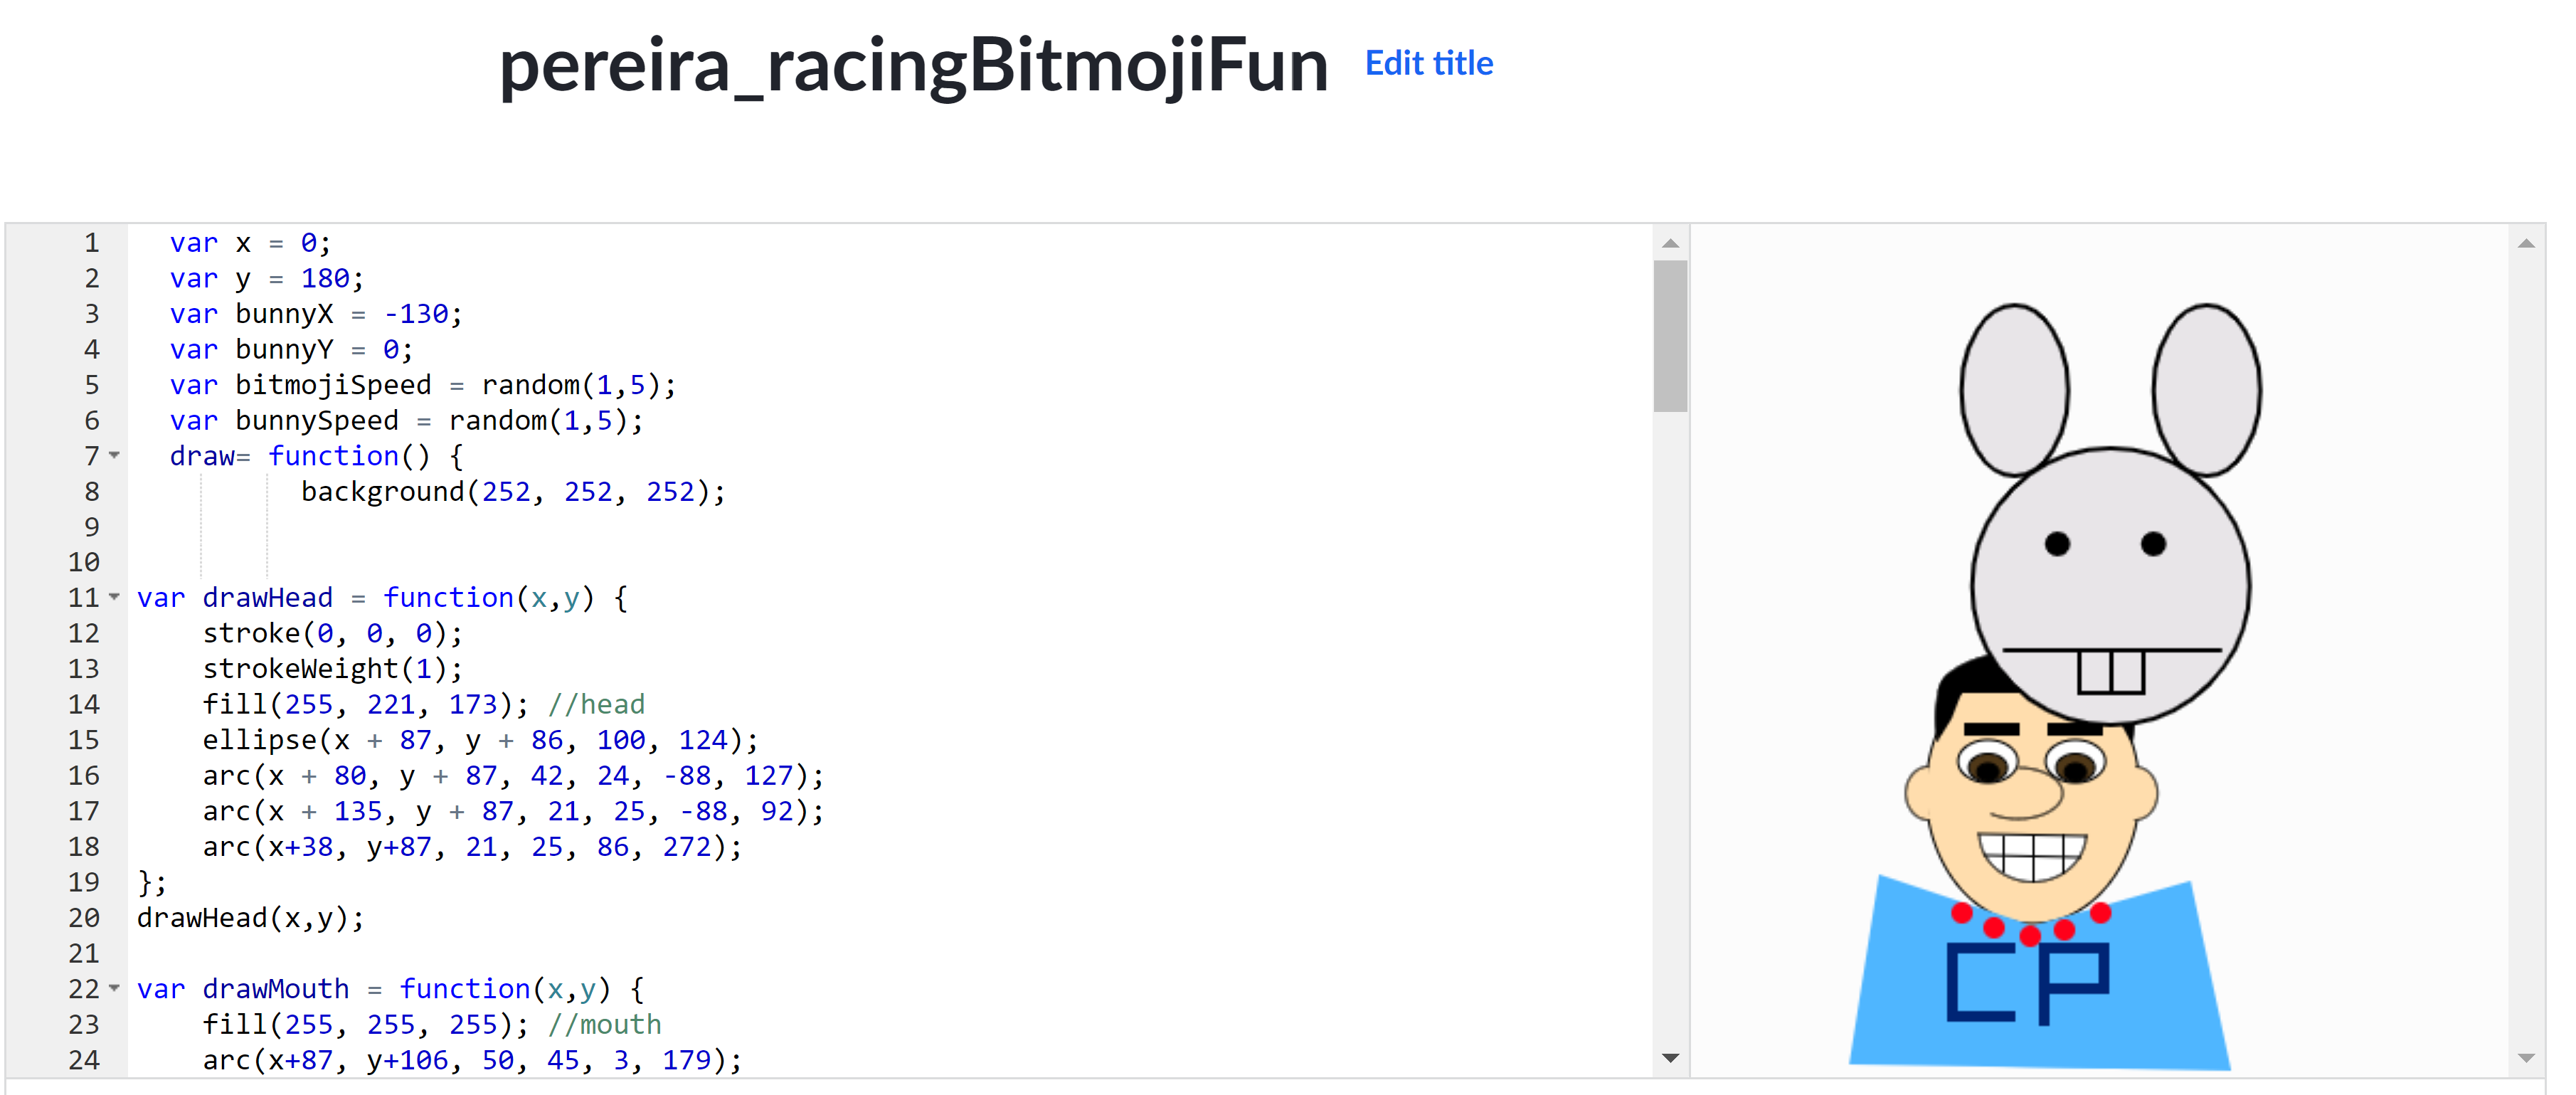 pereira_racingBitmojiFun Edit title
1 var x = 0;
2 var y = 180;
3 var bunnyX = -130;
4 var bunnyY = 0;
5 var bitmojiSpeed = random(1,5);
6 var bunnySpeed = random(1,5);
7 draw= function() {
8 background(252, 252, 252);
9
10
11 var drawHead = function(x,y) {
12 stroke(0, 0, 0);
13 strokeWeight(1);
14 fill(255, 221, 173); //head
15 ellipse(x + 87, y + 86, 100, 124);
16 arc(x + 80, y + 87, 42, 24, -88, 127);
17 arc(x + 135, y + 87, 21, 25, -88, 92);
18 arc(x+38, y+87, 21, 25, 86, 272);
19 };
20 drawHead(x,y);
21
22 var drawMouth = function(x,y) {
23 fill(255, 255, 255); //mouth
24 arc(x+87, y+106, 50, 45, 3, 179);
CP